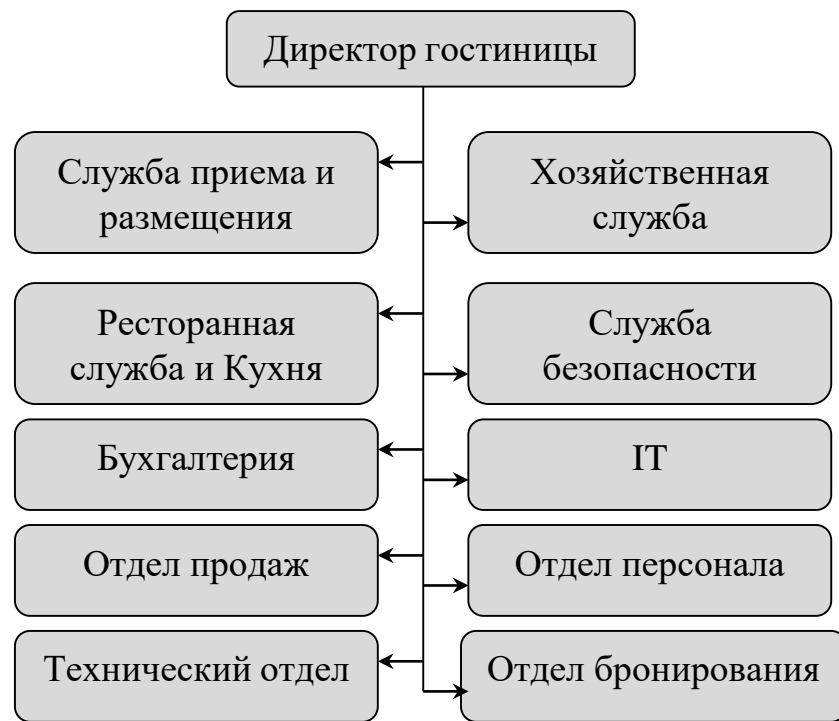 Директор гостиницы
Служба приема и
размещения
Хозяйственная
служба
Ресторанная
служба и Кухня
Служба
безопасности
Бухгалтерия
IT
Отдел продаж
Отдел персонала
Технический отдел
Отдел бронирования